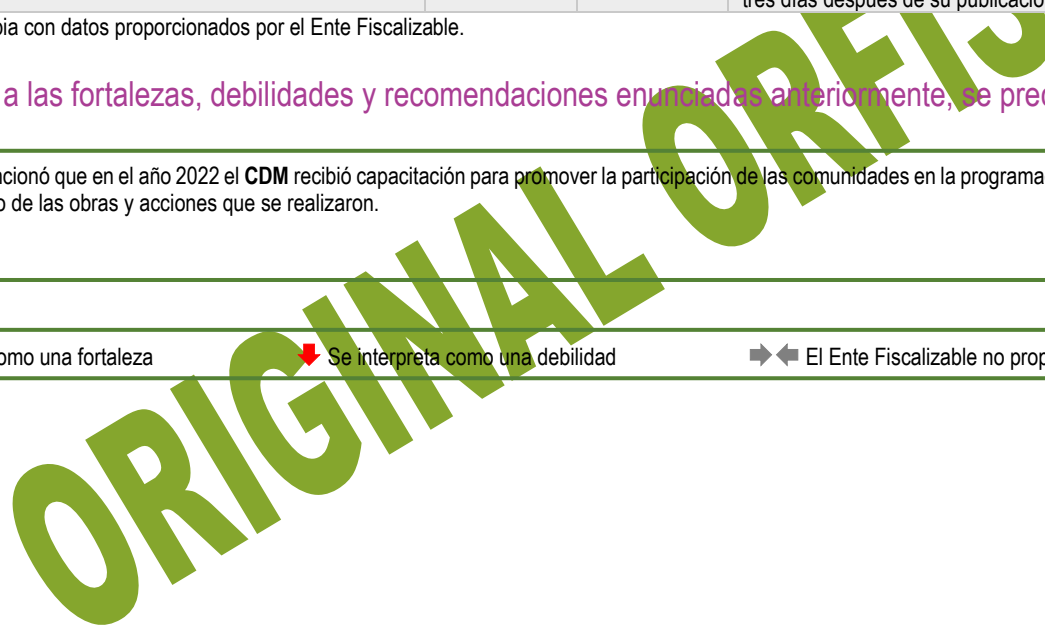 tres días después de su publicación
pia con datos proporcionados por el Ente Fiscalizable.
a las fortalezas, debilidades y recomendaciones enunciadas anteriormente, se prec
ncionó que en el año 2022 el CDM recibió capacitación para promover la participación de las comunidades en la programa
o de las obras y acciones que se realizaron.
omo una fortaleza
Se interpreta como una debilidad
El Ente Fiscalizable no prop
ORIGINAL ORFIS